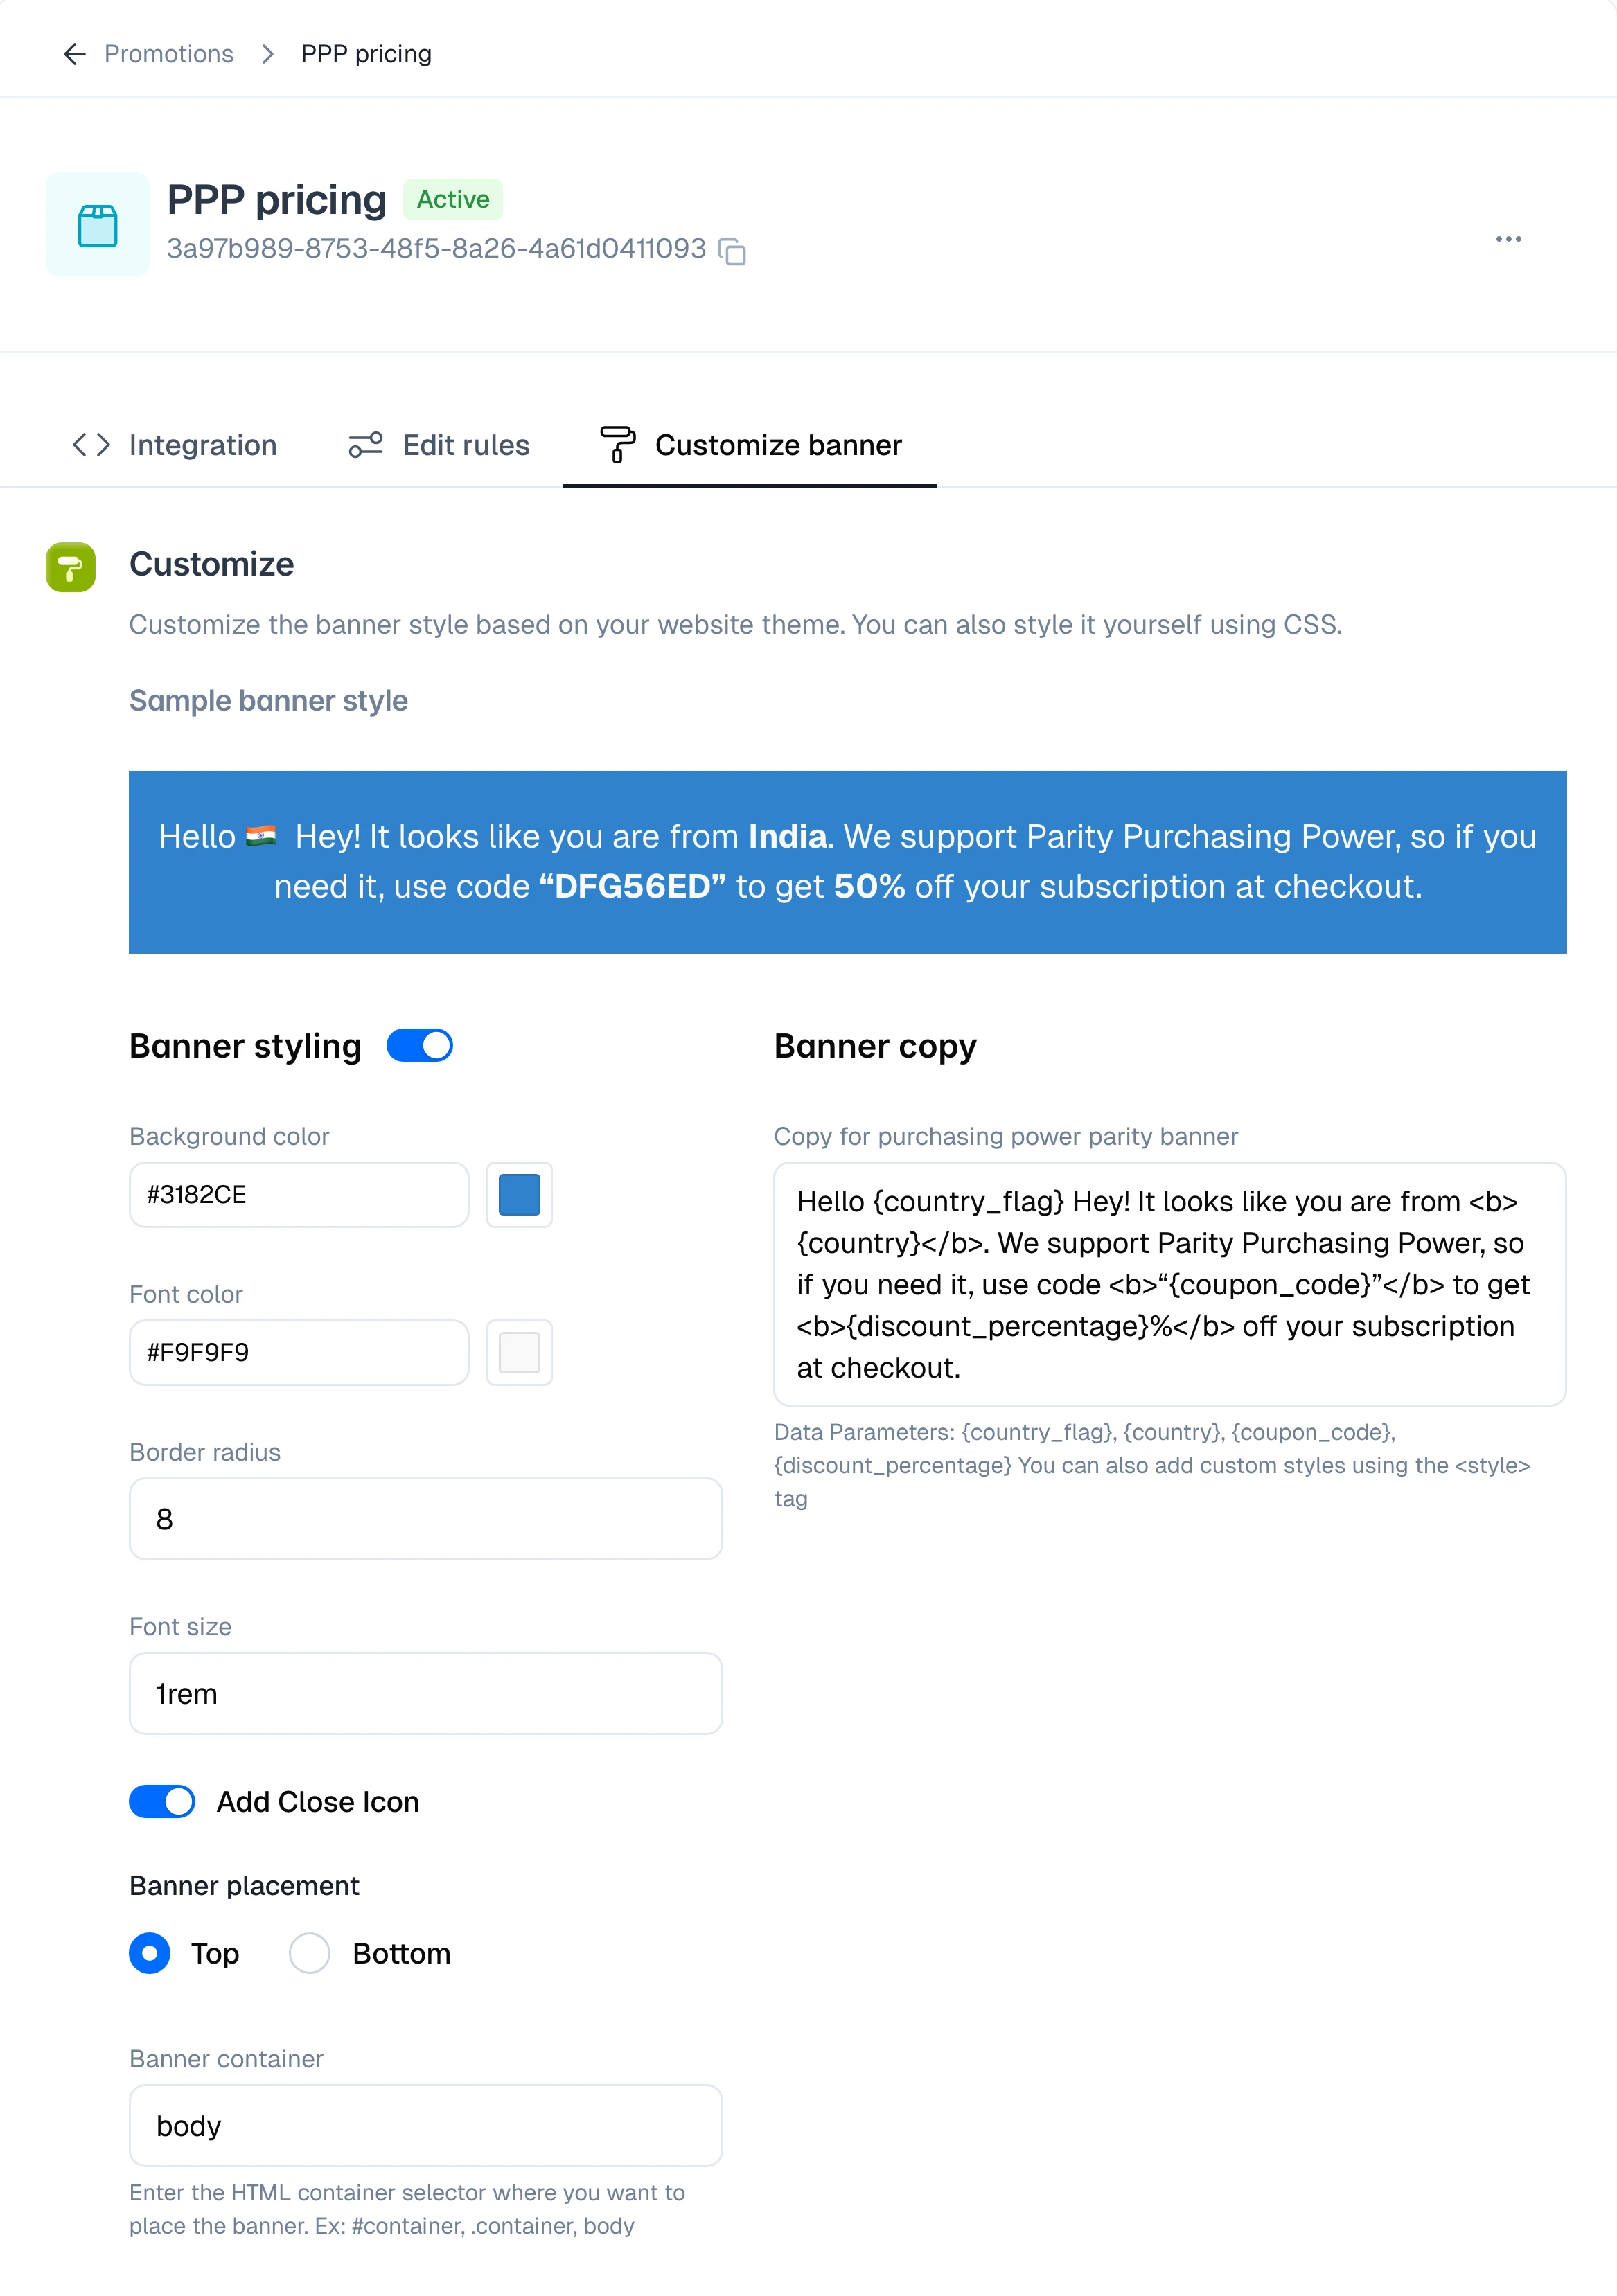 Promotions > PPP pricing
PPP pricing Active
3a97b989-8753-48f5-8a26-4a61d0411093
Integration Edit rules Customize banner
Customize
Customize the banner style based on your website theme. You can also style it yourself using CSS.
Sample banner style
Hello 🇮🇳 Hey! It looks like you are from India. We support Parity Purchasing Power, so if you
need it, use code “DFG56ED” to get 50% off your subscription at checkout.
Banner styling
Background color
#3182CE
Font color
#F9F9F9
Border radius
8
Font size
1rem
Add Close Icon
Banner placement
Top Bottom
Banner container
body
Enter the HTML container selector where you want to
place the banner. Ex: #container, .container, body
Banner copy
Copy for purchasing power parity banner
Hello {country_flag} Hey! It looks like you are from <b>
{country}</b>. We support Parity Purchasing Power, so
if you need it, use code <b>“{coupon_code}”</b> to get
<b>{discount_percentage}%</b> off your subscription
at checkout.
Data Parameters: {country_flag}, {country}, {coupon_code},
{discount_percentage} You can also add custom styles using the <style>
tag